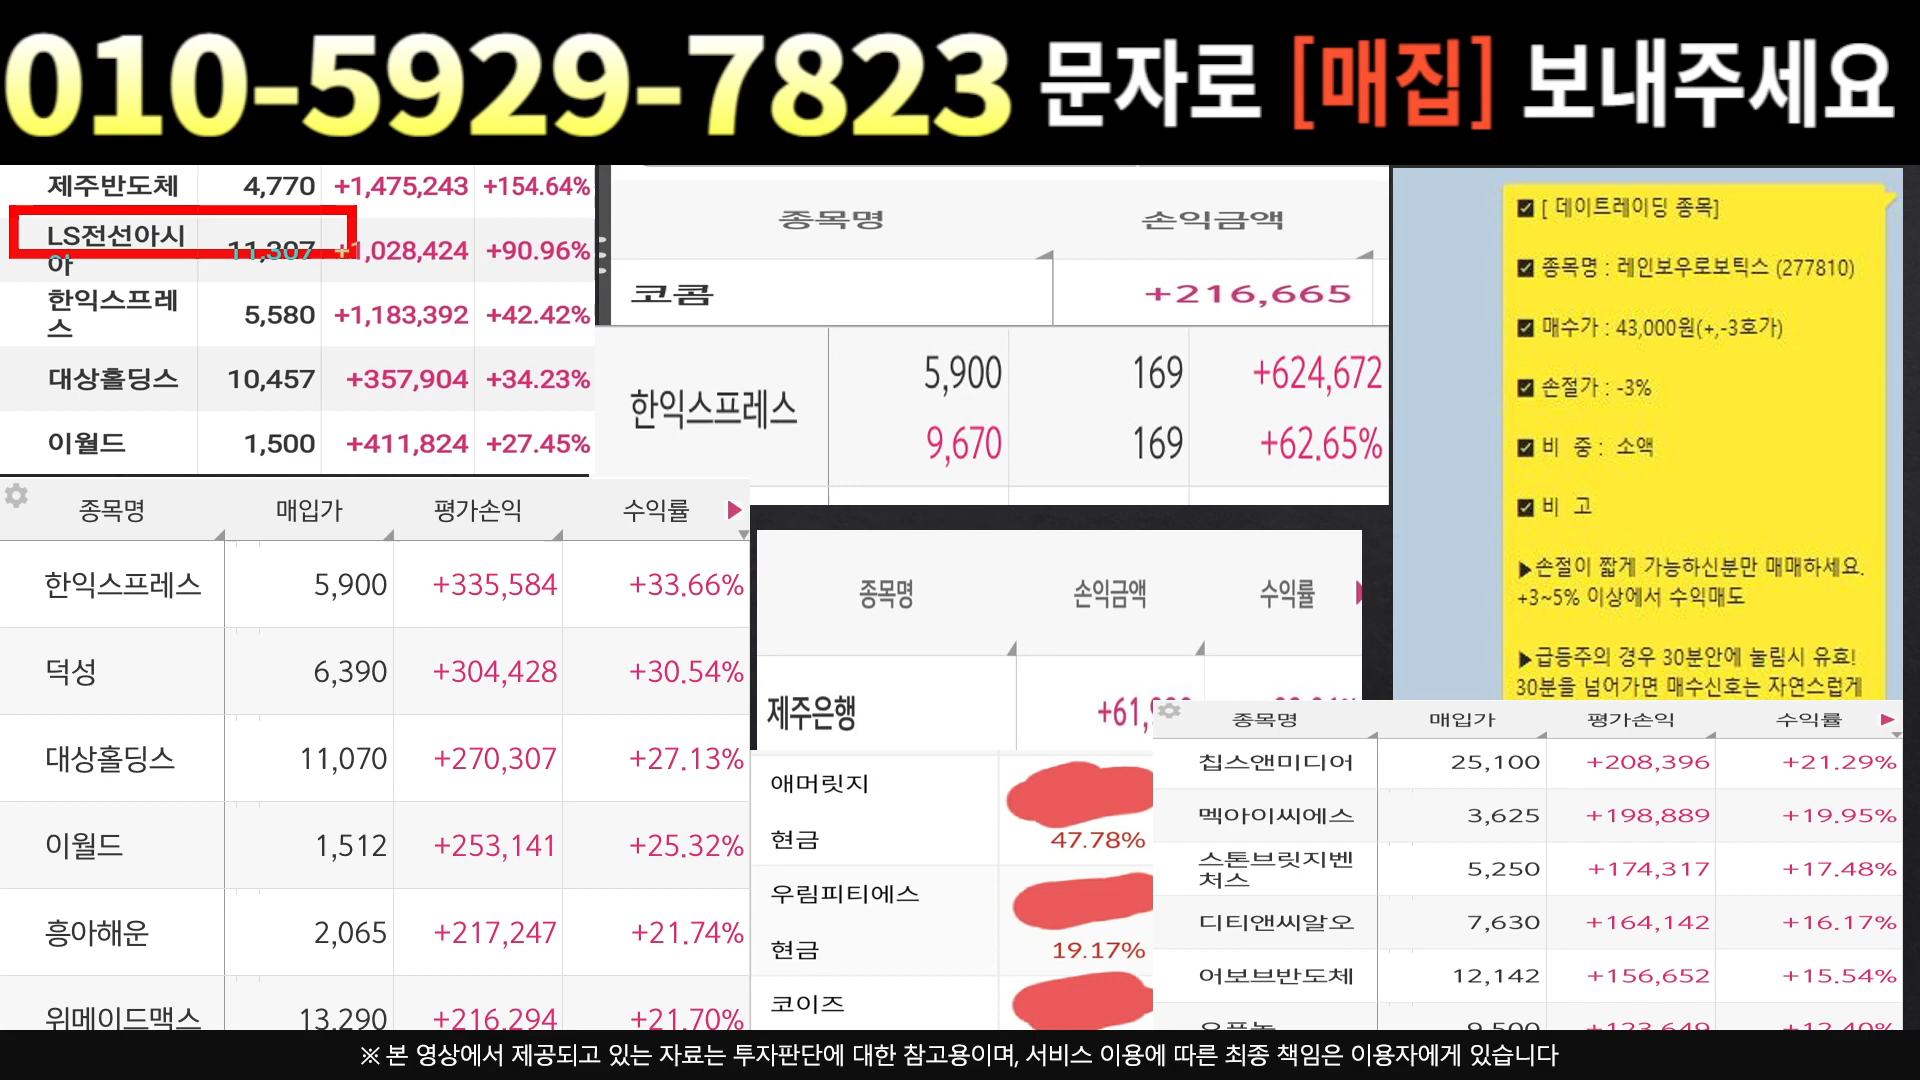 010-5929-7823 문자로 [매집] 보내주세요
제주반도체 4,770 +1,475,243 +154.64%
LS전선아시아 11,307 +1,028,424 +90.96%
한익스프레스 5,580 +1,183,392 +42.42%
대상홀딩스 10,457 +357,904 +34.23%
이월드 1,500 +411,824 +27.45%
종목명 손익금액
코콤 +216,665
한익스프레스
5,900 169 +624,672
9,670 169 +62.65%
[ 데이트레이딩 종목]
종목명 : 레인보우로보틱스 (277810)
매수가 : 43,000원(+,-3호가)
손절가 : -3%
비 중 : 소액
비 고
▶손절이 짧게 가능하신분만 매매하세요.
+3~5% 이상에서 수익매도
▶급등주의 경우 30분안에 눌림시 유효!
30분을 넘어가면 매수신호는 자연스럽게
종목명 매입가 평가손익 수익률
한익스프레스 5,900 +335,584 +33.66%
덕성 6,390 +304,428 +30.54%
대상홀딩스 11,070 +270,307 +27.13%
이월드 1,512 +253,141 +25.32%
흥아해운 2,065 +217,247 +21.74%
위메이드맥스 13,290 +216,294 +21.70%
종목명 손익금액 수익률
제주은행 +61,
애머릿지
현금 47.78%
우림피티에스
현금 19.17%
코이즈
종목명 매입가 평가손익 수익률
칩스앤미디어 25,100 +208,396 +21.29%
멕아이씨에스 3,625 +198,889 +19.95%
스톤브릿지벤처스 5,250 +174,317 +17.48%
디티앤씨알오 7,630 +164,142 +16.17%
어보브반도체 12,142 +156,652 +15.54%
※ 본 영상에서 제공되고 있는 자료는 투자판단에 대한 참고용이며, 서비스 이용에 따른 최종 책임은 이용자에게 있습니다